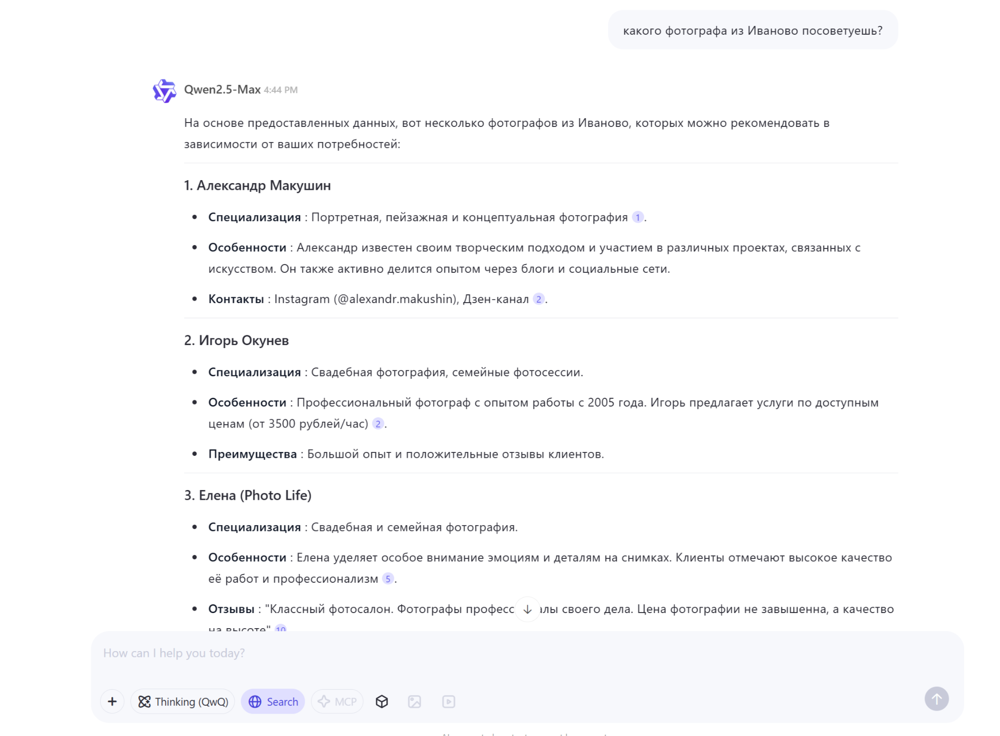 какого фотографа из Иваново посоветуешь?
Qwen2.5-Max 4:44 PM
На основе предоставленных данных, вот несколько фотографов из Иваново, которых можно рекомендовать в
зависимости от ваших потребностей:
1. Александр Макушин
Специализация : Портретная, пейзажная и концептуальная фотография 1.
Особенности : Александр известен своим творческим подходом и участием в различных проектах, связанных с
искусством. Он также активно делится опытом через блоги и социальные сети.
Контакты : Instagram (@alexandr.makushin), Дзен-канал 2.
2. Игорь Окунев
Специализация : Свадебная фотография, семейные фотосессии.
Особенности : Профессиональный фотограф с опытом работы с 2005 года. Игорь предлагает услуги по доступным
ценам (от 3500 рублей/час) 2.
Преимущества : Большой опыт и положительные отзывы клиентов.
3. Елена (Photo Life)
Специализация : Свадебная и семейная фотография.
Особенности : Елена уделяет особое внимание эмоциям и деталям на снимках. Клиенты отмечают высокое качество
её работ и профессионализм 5.
Отзывы : "Классный фотосалон. Фотографы професс алы своего дела. Цена фотографии не завышенна, а качество
на высоте" 10
How can I help you today?
Thinking (QwQ) Search MCP